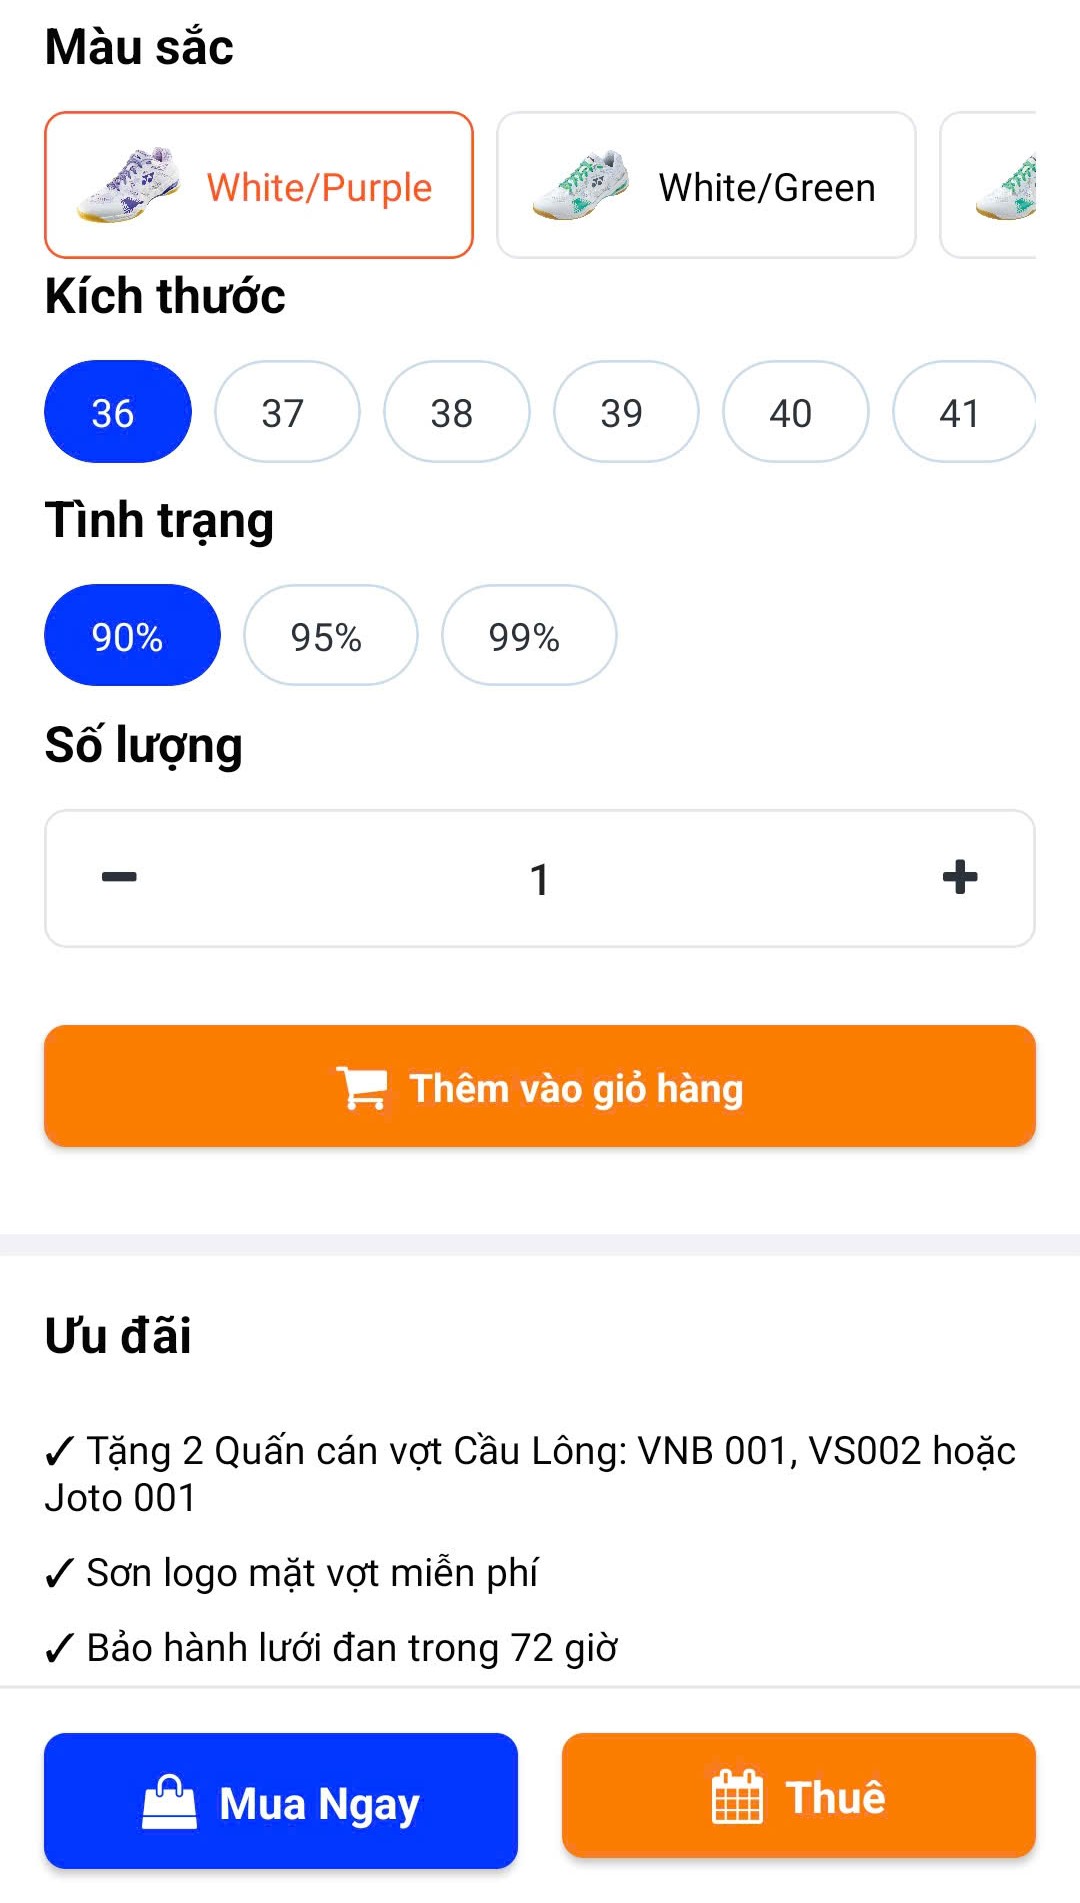 Màu sắc
White/Purple White/Green
Kích thước
36 37 38 39 40 41
Tình trạng
90% 95% 99%
Số lượng
1
Thêm vào giỏ hàng
Ưu đãi
✓ Tặng 2 Quấn cán vợt Cầu Lông: VNB 001, VS002 hoặc
Joto 001
✓ Sơn logo mặt vợt miễn phí
✓ Bảo hành lưới đan trong 72 giờ
Mua Ngay Thuê